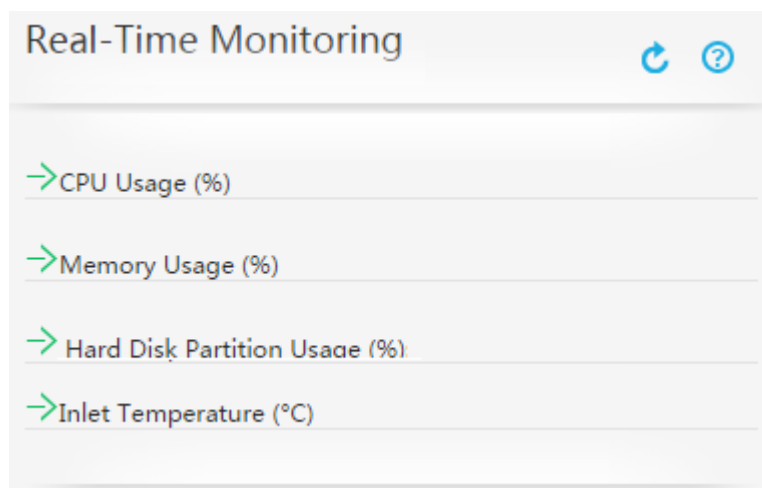 Real-Time Monitoring
CPU Usage (%)
Memory Usage (%)
Hard Disk Partition Usage (%):
Inlet Temperature (°C)